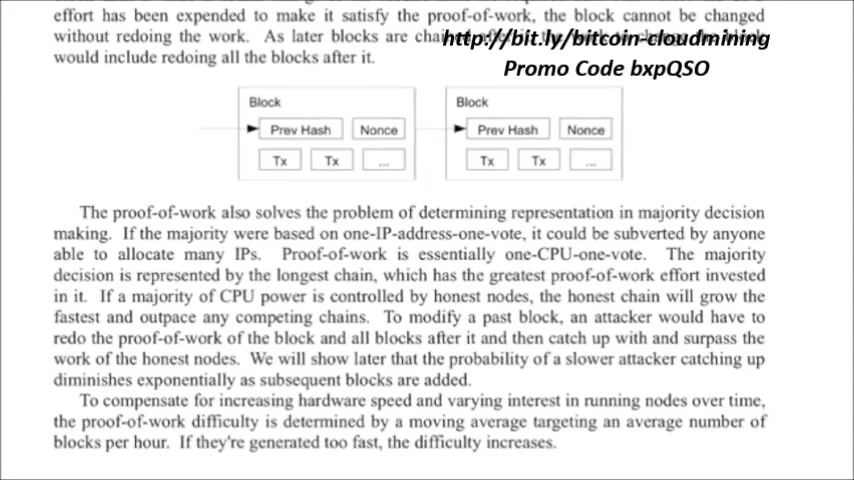 effort has been expended to make it satisfy the proof-of-work, the block cannot be changed
without redoing the work. As later blocks are
http://bit.ly/bitcoin-cloudmining
would include redoing all the blocks after it.
Promo Code bxpQSO
Block
Block
Prev Hash Nonce
Prev Hash Nonce
Tx Tx ...
Tx Tx ...
The proof-of-work also solves the problem of determining representation in majority decision
making. If the majority were based on one-IP-address-one-vote, it could be subverted by anyone
able to allocate many IPs. Proof-of-work is essentially one-CPU-one-vote. The majority
decision is represented by the longest chain, which has the greatest proof-of-work effort invested
in it. If a majority of CPU power is controlled by honest nodes, the honest chain will grow the
fastest and outpace any competing chains. To modify a past block, an attacker would have to
redo the proof-of-work of the block and all blocks after it and then catch up with and surpass the
work of the honest nodes. We will show later that the probability of a slower attacker catching up
diminishes exponentially as subsequent blocks are added.
To compensate for increasing hardware speed and varying interest in running nodes over time,
the proof-of-work difficulty is determined by a moving average targeting an average number of
blocks per hour. If they're generated too fast, the difficulty increases.